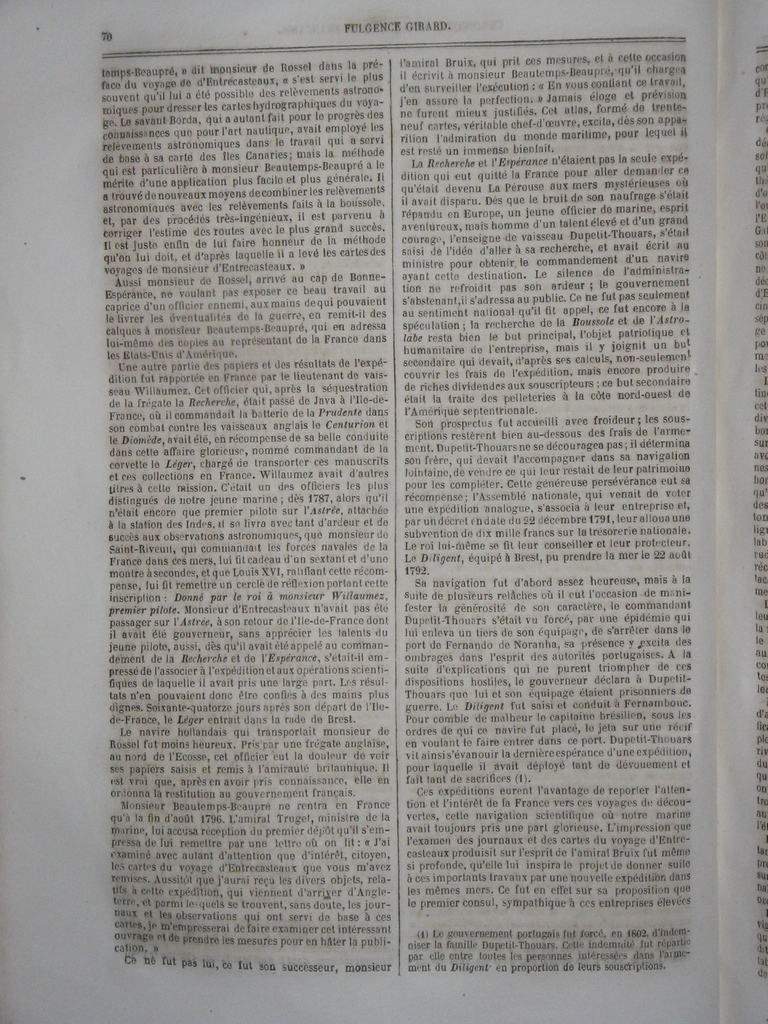 70
FULGENCE GIRARD.
temps-Beaupré, » dit monsieur de Rossel dans la pré-
face du voyage de d'Entrecasteaux, « s'est servi le plus
souvent qu'il lui a été possible des relèvements astrono-
miques pour dresser les cartes hydrographiques du voya-
ge. Le savant Borda, qui a autant fait pour le progrès des
connaissances que pour l'art nautique, avait employé les
relèvements astronomiques dans le travail qui a servi
de base à sa carte des Iles Canaries; mais la méthode
qui est particulière à monsieur Beautemps-Beaupré a le
mérite d'une application plus facile et plus générale. Il
a trouvé de nouveaux moyens de combiner les relèvements
astronomiques avec les relèvements faits à la boussole,
et, par des procédés très-ingénieux, il est parvenu à
corriger l'estime des routes avec le plus grand succès.
Il est juste enfin de lui faire honneur de la méthode
qu'on lui doit, et d'après laquelle il a levé les cartes des
voyages de monsieur d'Entrecasteaux. »
Aussi monsieur de Rossel, arrivé au cap de Bonne-
Espérance, ne voulant pas exposer ce beau travail au
caprice d'un officier ennemi, aux mains de qui pouvaient
le livrer les éventualités de la guerre, en remit-il des
calques à monsieur Beautemps-Beaupré, qui en adressa
lui-même des copies au représentant de la France dans
les Etats-Unis d'Amérique.
Une autre partie des papiers et des résultats de l'expé-
dition fut rapportée en France par le lieutenant de vais-
seau Willaumez. Cet officier qui, après la séquestration
de la frégate la Recherche, était passé de Java à l'Ile-de-
France, où il commandait la batterie de la Prudente dans
son combat contre les vaisseaux anglais le Centurion et
le Diomède, avait été, en récompense de sa belle conduite
dans cette affaire glorieuse, nommé commandant de la
corvette le Léger, chargé de transporter ces manuscrits
et ces collections en France. Willaumez avait d'autres
titres à cette mission. C'était un des officiers les plus
distingués de notre jeune marine; dès 1787, alors qu'il
n'était encore que premier pilote sur l'Astrée, attachée
à la station des Indes, il se livra avec tant d'ardeur et de
succès aux observations astronomiques, que monsieur de
Saint-Riveul, qui commandait les forces navales de la
France dans ces mers, lui fit cadeau d'un sextant et d'une
montre à secondes, et que Louis XVI, ratifiant cette récom-
pense, lui fit remettre un cercle de réflexion portant cette
inscription : Donné par le roi à monsieur Willaumez,
premier pilote. Monsieur d'Entrecasteaux n'avait pas été
passager sur l'Astrée, à son retour de l'Ile-de-France dont
il avait été gouverneur, sans apprécier les talents du
jeune pilote, aussi, dès qu'il avait été appelé au comman-
dement de la Recherche et de l'Espérance, s'était-il em-
pressé de l'associer à l'expédition et aux opérations scienti-
fiques de laquelle il avait pris une large part. Les résul-
tats n'en pouvaient donc être confiés à des mains plus
dignes. Soixante-quatorze jours après son départ de l'Ile-
de-France, le Léger entrait dans la rade de Brest.
Le navire hollandais qui transportait monsieur de
Rossel fut moins heureux. Pris par une frégate anglaise,
au nord de l'Ecosse, cet officier eut la douleur de voir
ses papiers saisis et remis à l'amirauté britannique. Il
est vrai que, après en avoir pris connaissance, elle en
ordonna la restitution au gouvernement français.
Monsieur Beautemps-Beaupré ne rentra en France
qu'à la fin d'août 1796. L'amiral Truget, ministre de la
marine, lui accusa réception du premier dépôt qu'il s'em-
pressa de lui remettre par une lettre où on lit : « J'ai
examiné avec autant d'attention que d'intérêt, citoyen,
les cartes du voyage d'Entrecasteaux que vous m'avez
remises. Aussitôt que j'aurai reçu les divers objets, rela-
tifs à cette expédition, qui viennent d'arriver d'Angle-
terre, et parmi lesquels se trouvent, sans doute, les jour-
naux et les observations qui ont servi de base à ces
cartes, je m'empresserai de faire examiner cet intéressant
ouvrage et de prendre les mesures pour en hâter la publi-
cation. »
Ce ne fut pas lui, ce fut son successeur, monsieur
l'amiral Bruix, qui prit ces mesures, et à cette occasion
il écrivit à monsieur Beautemps-Beaupré, qu'il chargea
d'en surveiller l'exécution : « En vous confiant ce travail,
j'en assure la perfection. » Jamais éloge et prévision
ne furent mieux justifiés. Cet atlas, formé de trente-
neuf cartes, véritable chef-d'œuvre, excita, dès son appa-
rition l'admiration du monde maritime, pour lequel il
est resté un immense bienfait.
La Recherche et l'Espérance n'étaient pas la seule expé-
dition qui eut quitté la France pour aller demander ce
qu'était devenu La Pérouse aux mers mystérieuses où
il avait disparu. Dès que le bruit de son naufrage s'était
répandu en Europe, un jeune officier de marine, esprit
aventureux, mais homme d'un talent élevé et d'un grand
courage, l'enseigne de vaisseau Dupetit-Thouars, s'était
saisi de l'idée d'aller à sa recherche, et avait écrit au
ministre pour obtenir le commandement d'un navire
ayant cette destination. Le silence de l'administra-
tion ne refroidit pas son ardeur ; le gouvernement
s'abstenant, il s'adressa au public. Ce ne fut pas seulement
au sentiment national qu'il fit appel, ce fut encore à la
spéculation ; la recherche de la Boussole et de l'Astro-
labe resta bien le but principal, l'objet patriotique et
humanitaire de l'entreprise, mais il y joignit un but
secondaire qui devait, d'après ses calculs, non-seulement
couvrir les frais de l'expédition, mais encore produire
de riches dividendes aux souscripteurs ; ce but secondaire
était la traite des pelleteries à la côte nord-ouest de
l'Amérique septentrionale.
Son prospectus fut accueilli avec froideur ; les sous-
criptions restèrent bien au-dessous des frais de l'arme-
ment. Dupetit-Thouars ne se découragea pas ; il détermina
son frère, qui devait l'accompagner dans sa navigation
lointaine, de vendre ce qui leur restait de leur patrimoine
pour les compléter. Cette généreuse persévérance eut sa
récompense; l'Assemblé nationale, qui venait de voter
une expédition analogue, s'associa à leur entreprise et,
par un décret en date du 22 décembre 1791, leur alloua une
subvention de dix mille francs sur la trésorerie nationale.
Le roi lui-même se fit leur conseiller et leur protecteur.
Le Diligent, équipé à Brest, pu prendre la mer le 22 août
1792.
Sa navigation fut d'abord assez heureuse, mais à la
suite de plusieurs relâches où il eut l'occasion de mani-
fester la générosité de son caractère, le commandant
Dupetit-Thouars s'était vu forcé, par une épidémie qui
lui enleva un tiers de son équipage, de s'arrêter dans le
port de Fernando de Noranha, sa présence y excita des
ombrages dans l'esprit des autorités portugaises. A la
suite d'explications qui ne purent triompher de ces
dispositions hostiles, le gouverneur déclara à Dupetit-
Thouars que lui et son équipage étaient prisonniers de
guerre. Le Diligent fut saisi et conduit à Fernambouc.
Pour comble de malheur le capitaine brésilien, sous les
ordres de qui ce navire fut placé, le jeta sur une récif
en voulant le faire entrer dans ce port. Dupetit-Thouars
vit ainsi s'évanouir la dernière espérance d'une expédition,
pour laquelle il avait déployé tant de dévouement et
fait tant de sacrifices (1).
Ces expéditions eurent l'avantage de reporter l'atten-
tion et l'intérêt de la France vers ces voyages de décou-
vertes, cette navigation scientifique où notre marine
avait toujours pris une part glorieuse. L'impression que
l'examen des journaux et des cartes du voyage d'Entre-
casteaux produisit sur l'esprit de l'amiral Bruix fut même
si profonde, qu'elle lui inspira le projet de donner suite
à ces importants travaux par une nouvelle expédition dans
les mêmes mers. Ce fut en effet sur sa proposition que
le premier consul, sympathique à ces entreprises élevées
(1) Le gouvernement portugais fut forcé, en 1802, d'indem-
niser la famille Dupetit-Thouars. Cette indemnité fut répartie
par elle entre toutes les personnes intéressées dans l'arme-
ment du Diligent en proportion de leurs souscriptions.